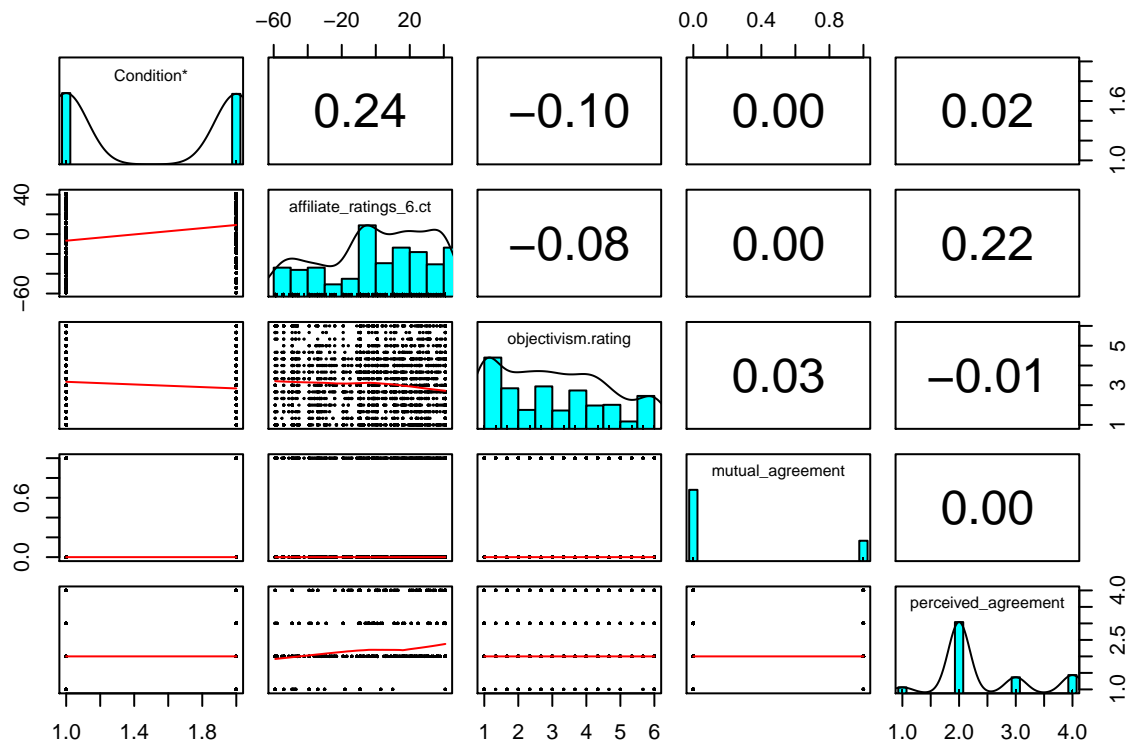 −60 −20 20 0.0 0.4 0.8
Condition* 0.24 −0.10 0.00 0.02 1.0 1.6
−60 0 40 affiliate_ratings_6.ct −0.08 0.00 0.22
objectivism.rating 0.03 −0.01 1 3 5
0.0 0.6 mutual_agreement 0.00
perceived_agreement 1.0 2.5 4.0
1.0 1.4 1.8 1 2 3 4 5 6 1.0 2.0 3.0 4.0